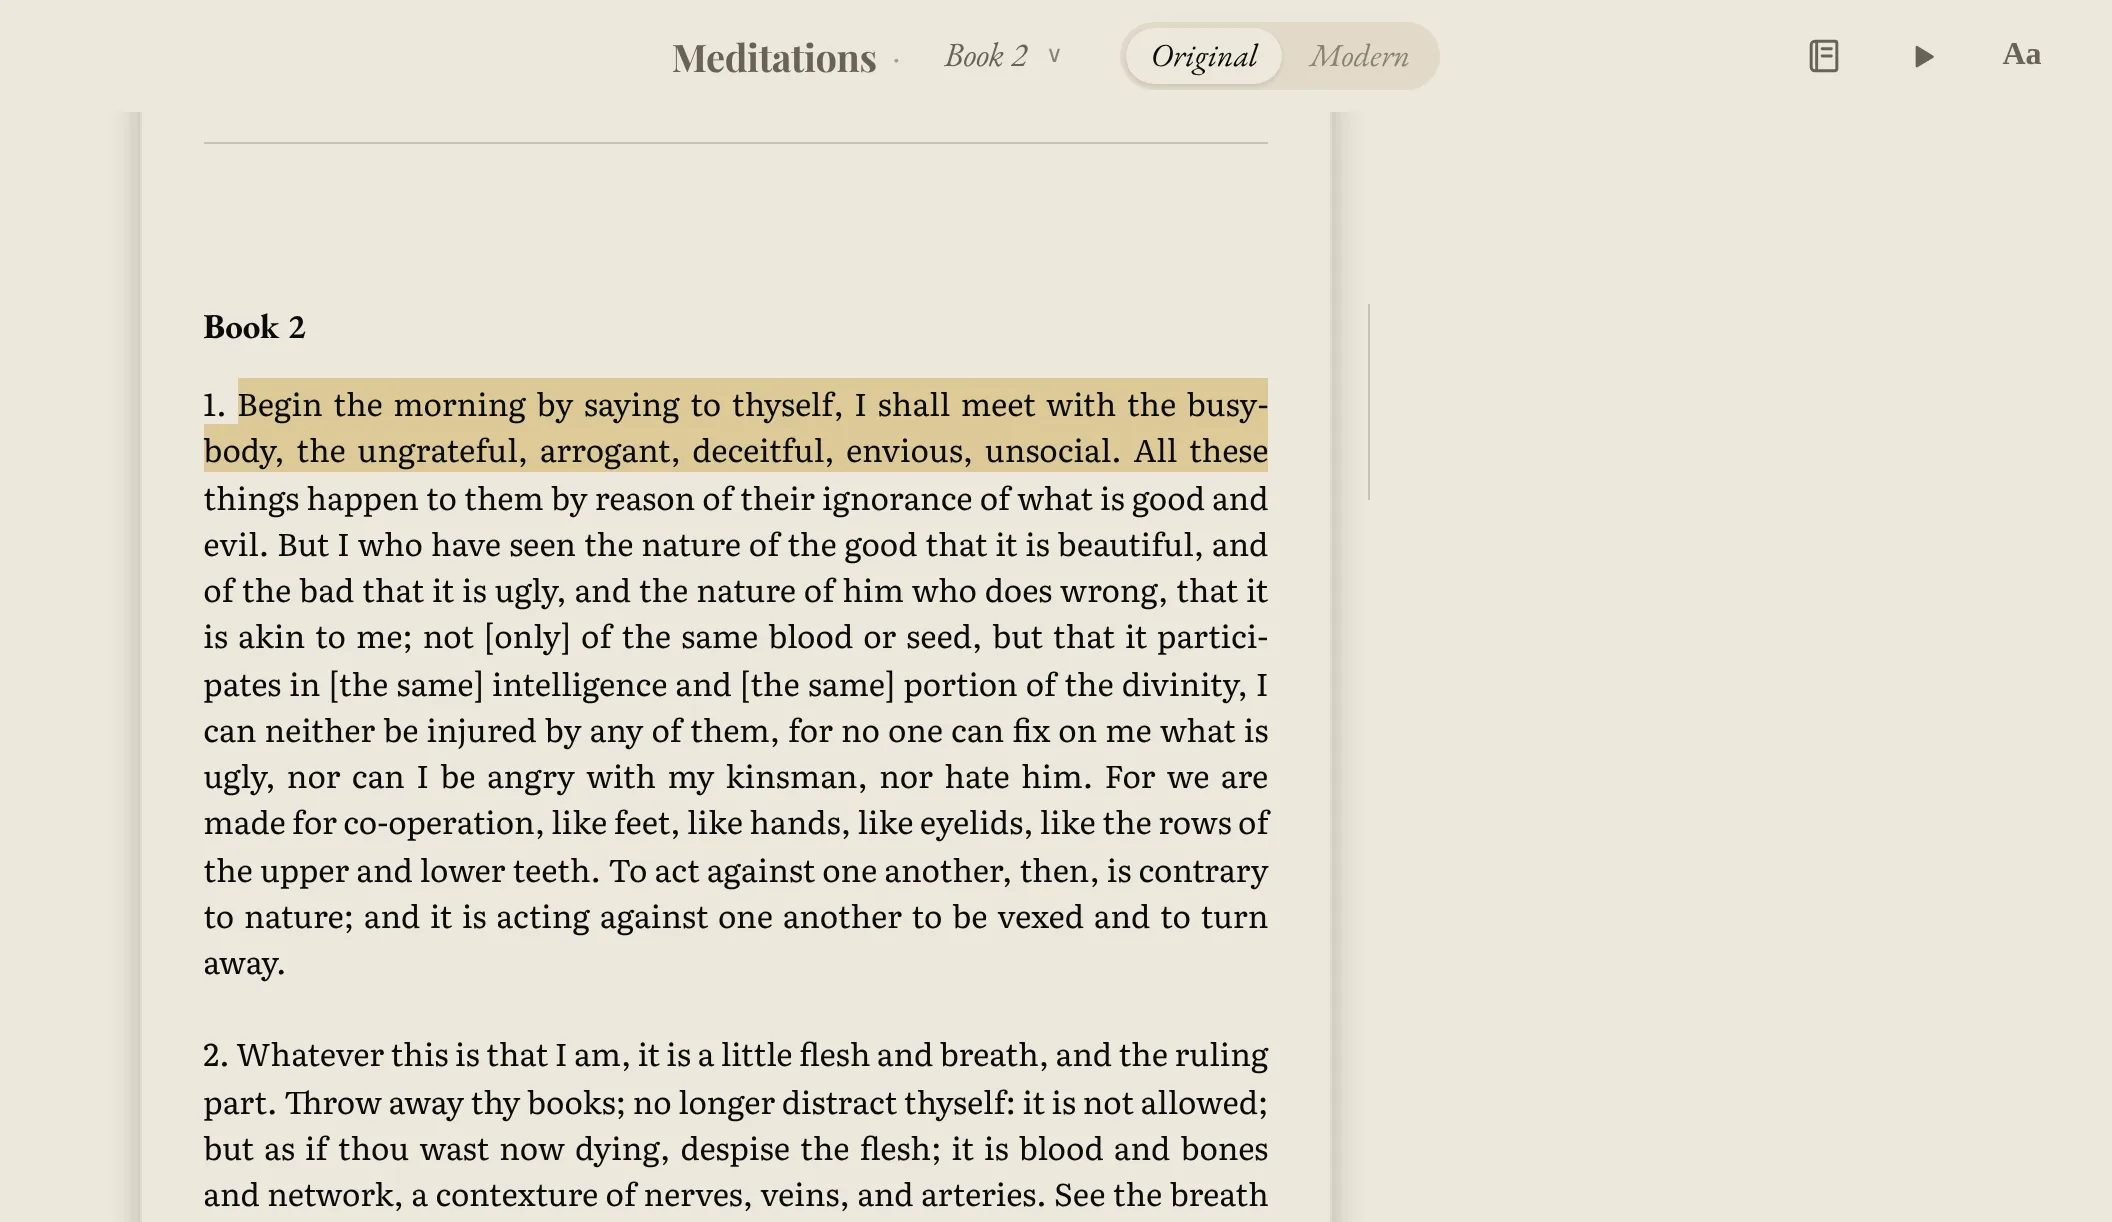 Meditations · Book 2 ∨ Original Modern Aa
Book 2
1. Begin the morning by saying to thyself, I shall meet with the busy-
body, the ungrateful, arrogant, deceitful, envious, unsocial. All these
things happen to them by reason of their ignorance of what is good and
evil. But I who have seen the nature of the good that it is beautiful, and
of the bad that it is ugly, and the nature of him who does wrong, that it
is akin to me; not [only] of the same blood or seed, but that it partici-
pates in [the same] intelligence and [the same] portion of the divinity, I
can neither be injured by any of them, for no one can fix on me what is
ugly, nor can I be angry with my kinsman, nor hate him. For we are
made for co-operation, like feet, like hands, like eyelids, like the rows of
the upper and lower teeth. To act against one another, then, is contrary
to nature; and it is acting against one another to be vexed and to turn
away.
2. Whatever this is that I am, it is a little flesh and breath, and the ruling
part. Throw away thy books; no longer distract thyself: it is not allowed;
but as if thou wast now dying, despise the flesh; it is blood and bones
and network, a contexture of nerves, veins, and arteries. See the breath